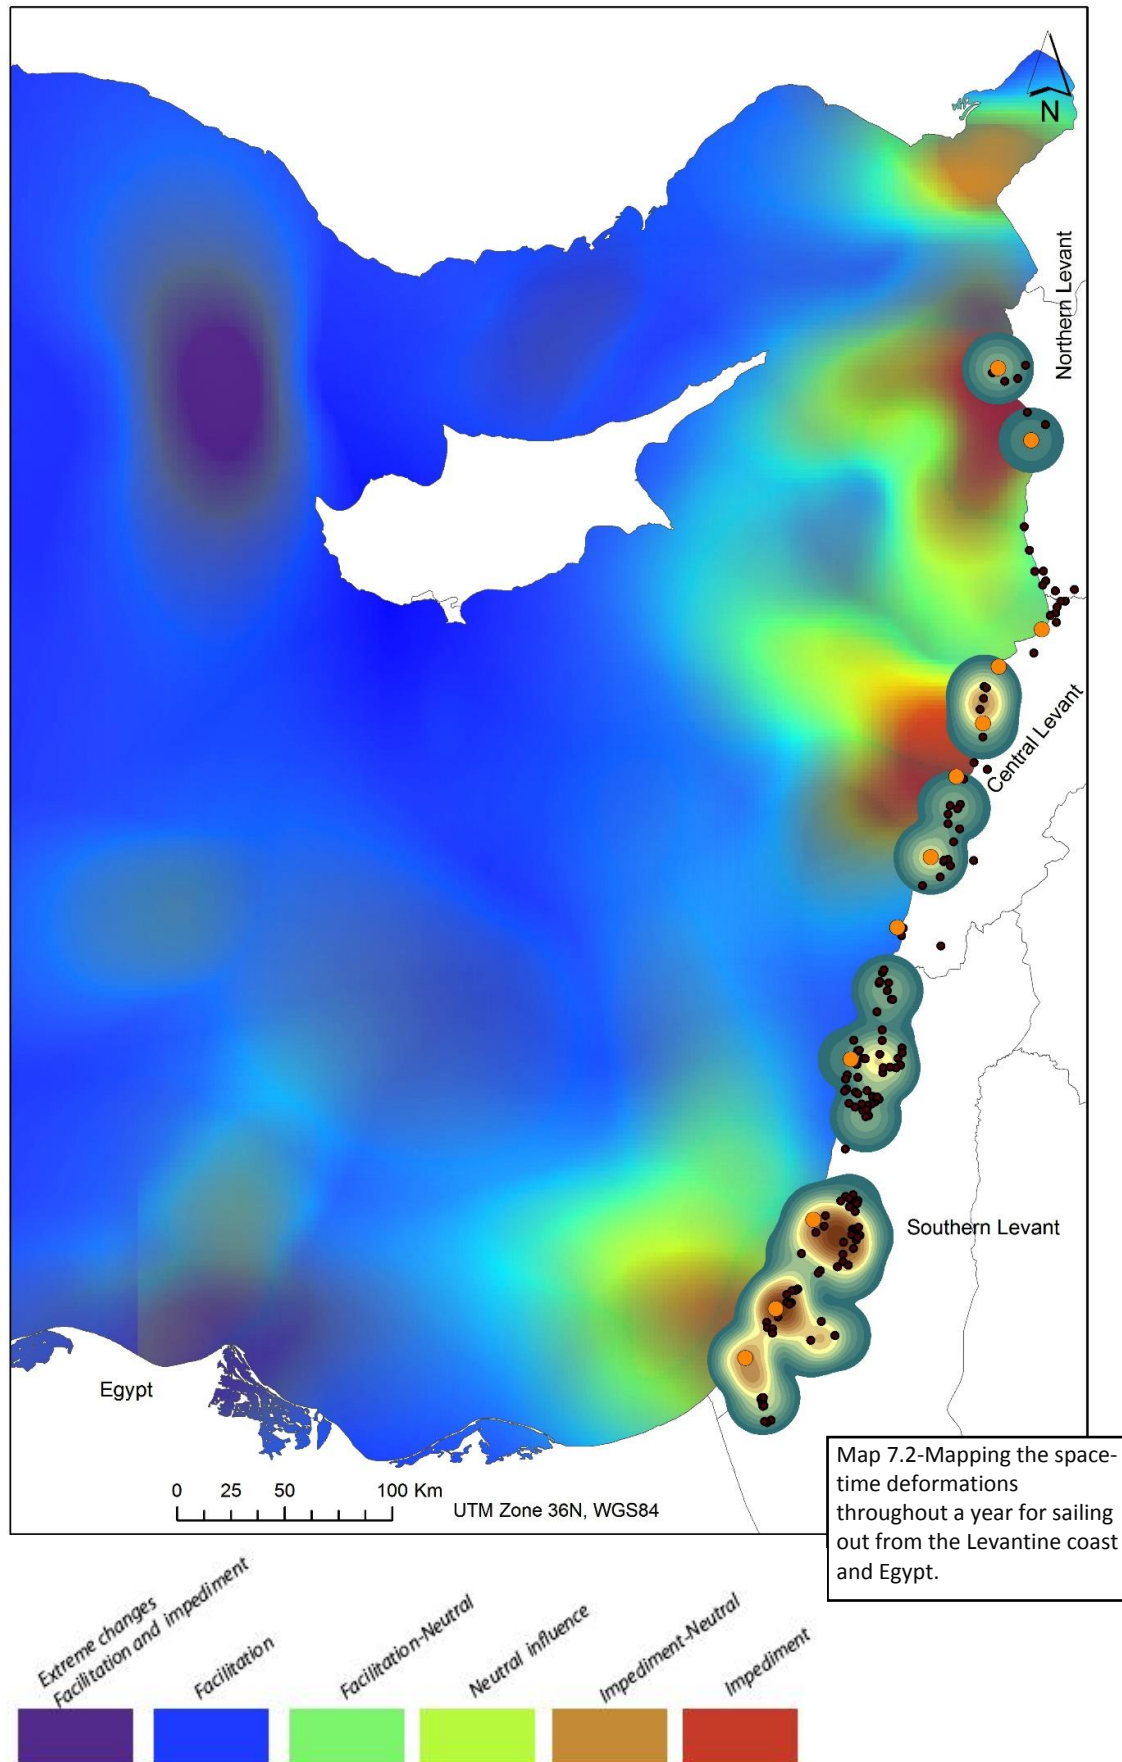 N
Northern Levant
Central Levant
Southern Levant
Egypt
0 25 50 100 Km
UTM Zone 36N, WGS84
Map 7.2-Mapping the space-
time deformations
throughout a year for sailing
out from the Levantine coast
and Egypt.
Extreme changes
Facilitation and impediment
Facilitation
Facilitation-Neutral
Neutral influence
Impediment-Neutral
Impediment